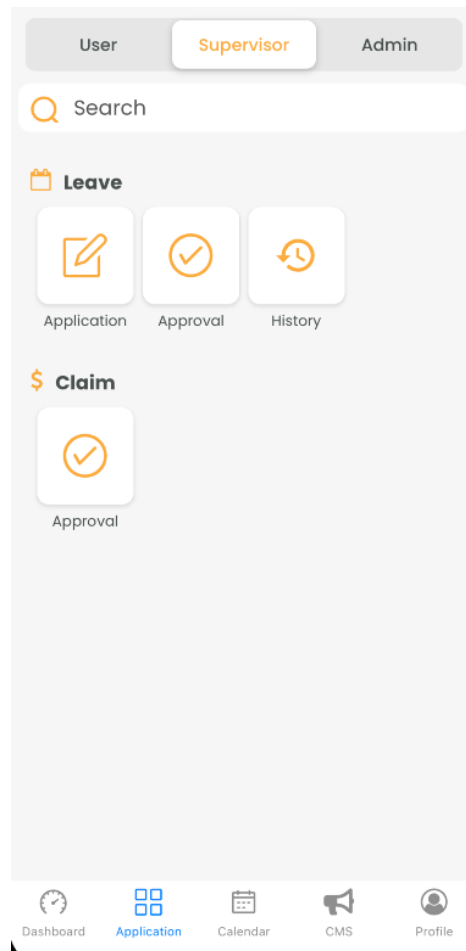 User Supervisor Admin
Search
Leave
Application Approval History
$ Claim
Approval
Dashboard Application Calendar CMS Profile